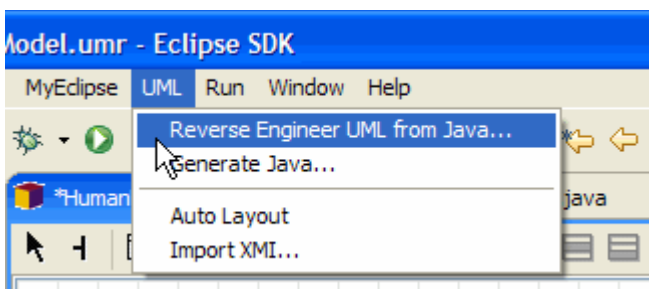 Model.umr - Eclipse SDK
MyEclipse UML Run Window Help
Reverse Engineer UML from Java...
Generate Java...
*Human
java
Auto Layout
Import XMI...